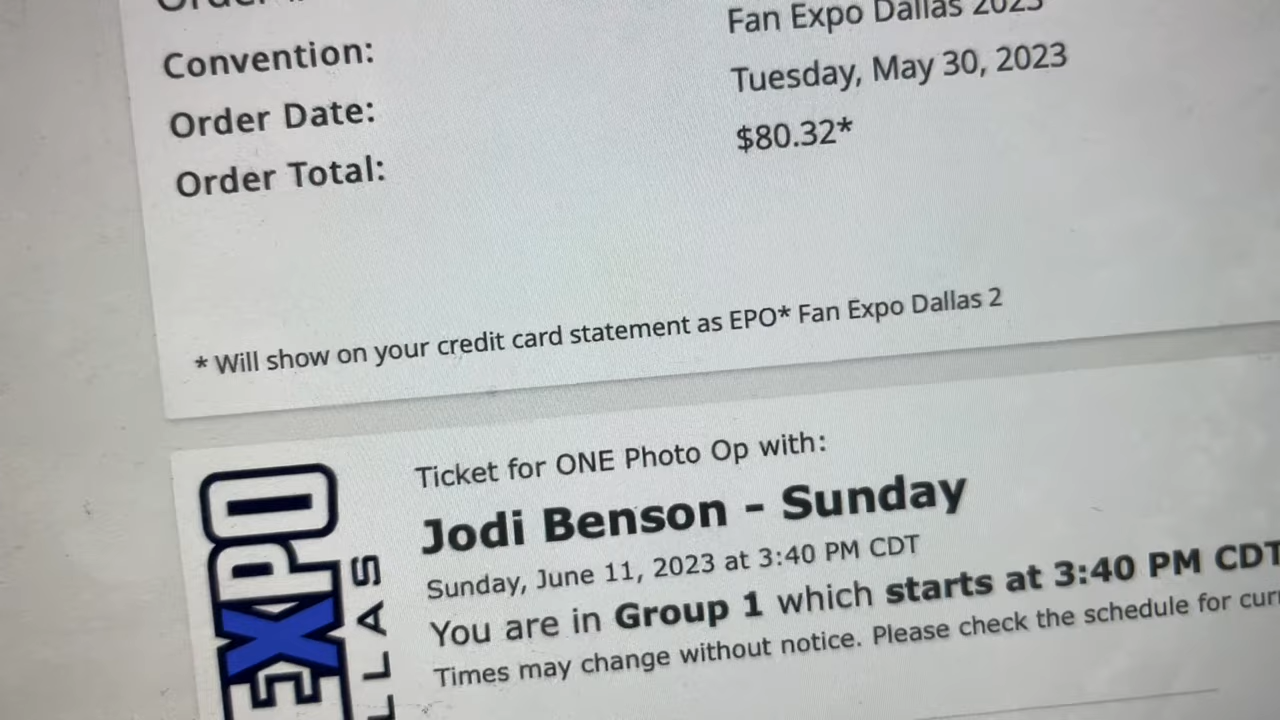 Order
Convention: Fan Expo Dallas 2023
Order Date: Tuesday, May 30, 2023
Order Total: $80.32*
* Will show on your credit card statement as EPO* Fan Expo Dallas 2
Ticket for ONE Photo Op with:
Jodi Benson - Sunday
Sunday, June 11, 2023 at 3:40 PM CDT
You are in Group 1 which starts at 3:40 PM CDT
Times may change without notice. Please check the schedule for
EXPO
LLAS